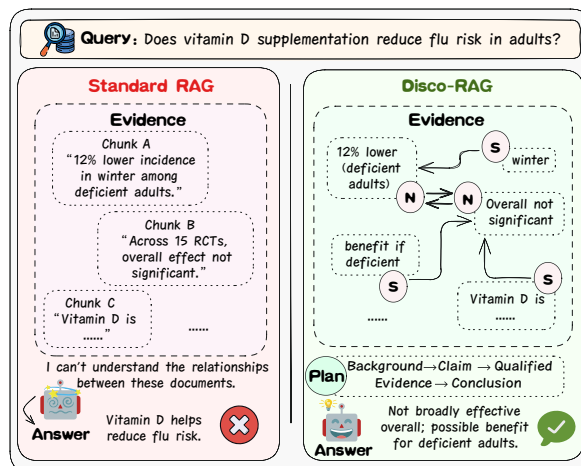 Query: Does vitamin D supplementation reduce flu risk in adults?
Standard RAG
Evidence
Chunk A
“12% lower incidence
in winter among
deficient adults.”
Chunk B
“Across 15 RCTs,
overall effect not
significant.”
Chunk C
“Vitamin D is
......”
......
I can’t understand the relationships
between these documents.
Answer
Vitamin D helps
reduce flu risk.
Disco-RAG
Evidence
12% lower
(deficient
adults)
N
S
winter
N
Overall not
significant
benefit if
deficient
S
S
Vitamin D is
......
......
Plan
Background→Claim → Qualified
Evidence → Conclusion
Answer
Not broadly effective
overall; possible benefit
for deficient adults.